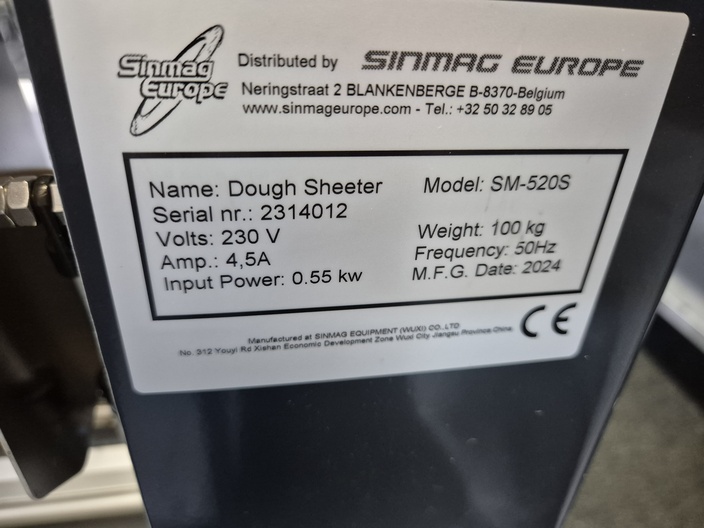 Sinmag
Europe
Distributed by SINMAG EUROPE
Neringstraat 2 BLANKENBERGE B-8370-Belgium
www.sinmageurope.com - Tel.: +32 50 32 89 05
Name: Dough Sheeter
Model: SM-520S
Serial nr.: 2314012
Volts: 230 V
Weight: 100 kg
Amp.: 4,5A
Frequency: 50Hz
Input Power: 0.55 kw
M.F.G. Date: 2024
Manufactured at SINMAG EQUIPMENT (WUXI) CO.,LTD
No. 312 Youyi Rd Xishan Economic Development Zone Wuxi City Jiangsu Province China.
CE